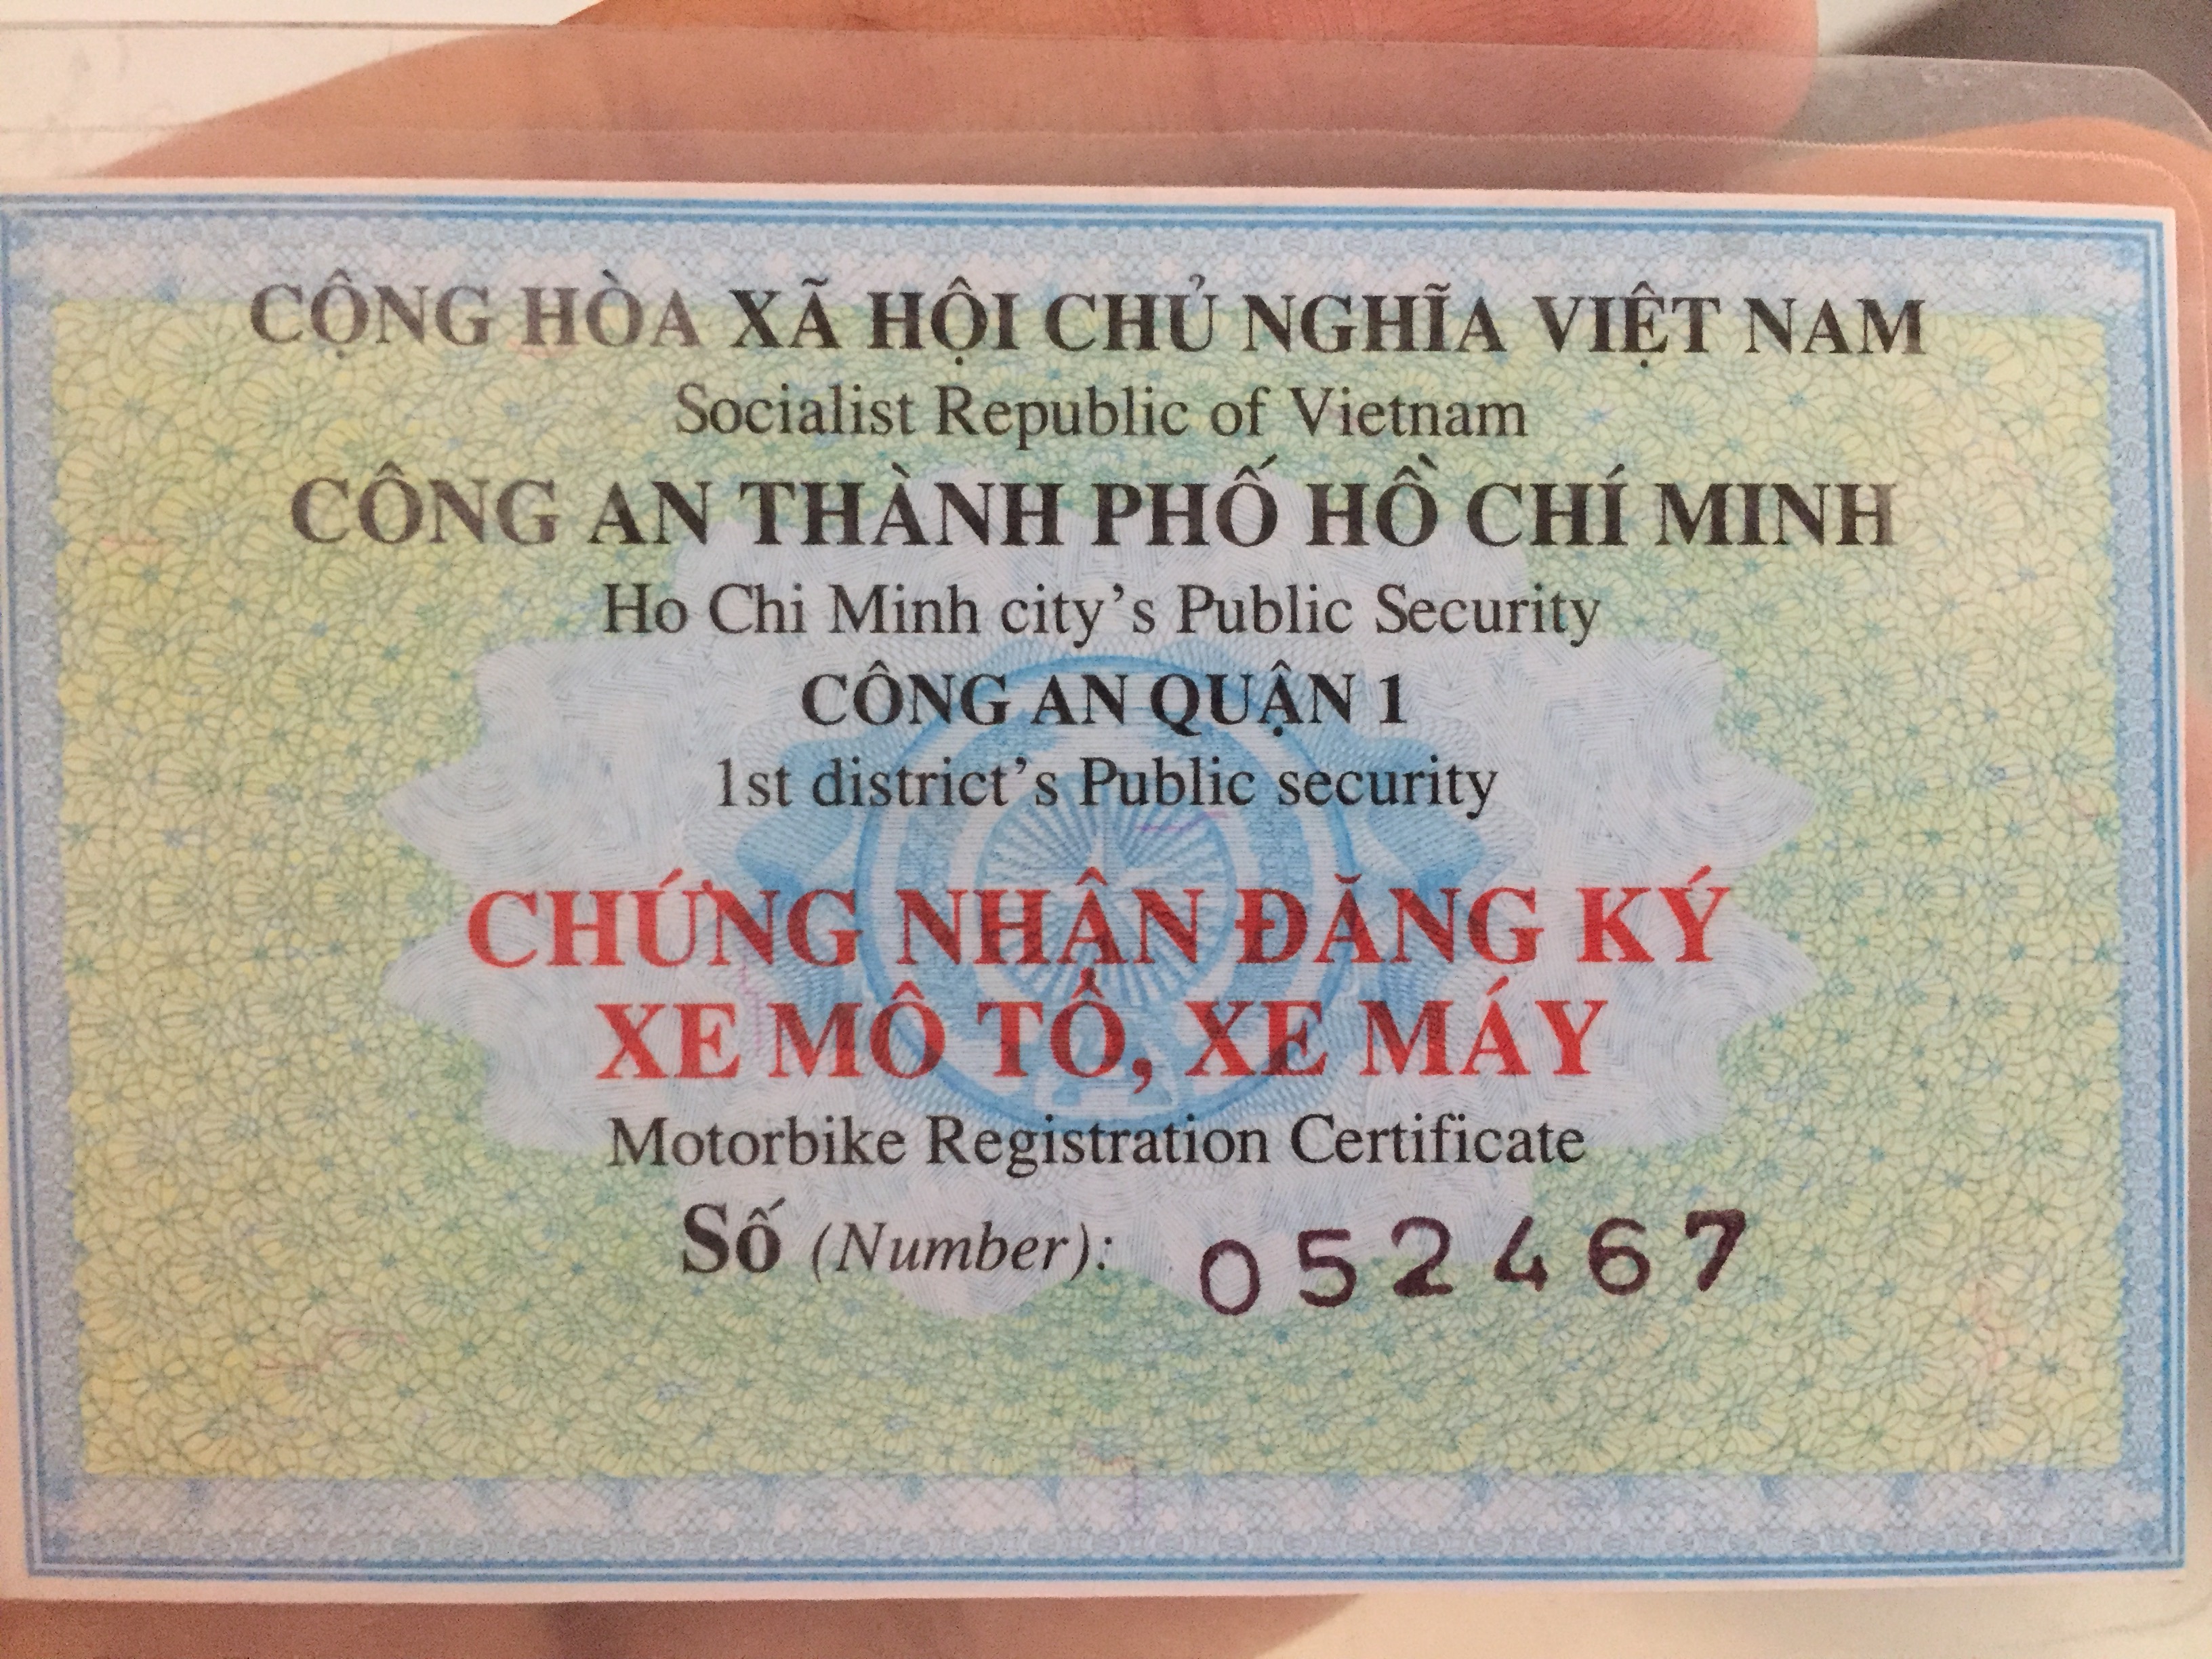 CỘNG HÒA XÃ HỘI CHỦ NGHĨA VIỆT NAM
Socialist Republic of Vietnam
CÔNG AN THÀNH PHỐ HỒ CHÍ MINH
Ho Chi Minh city's Public Security
CÔNG AN QUẬN 1
1st district's Public security
CHỨNG NHẬN ĐĂNG KÝ
XE MÔ TÔ, XE MÁY
Motorbike Registration Certificate
Số (Number): 052467